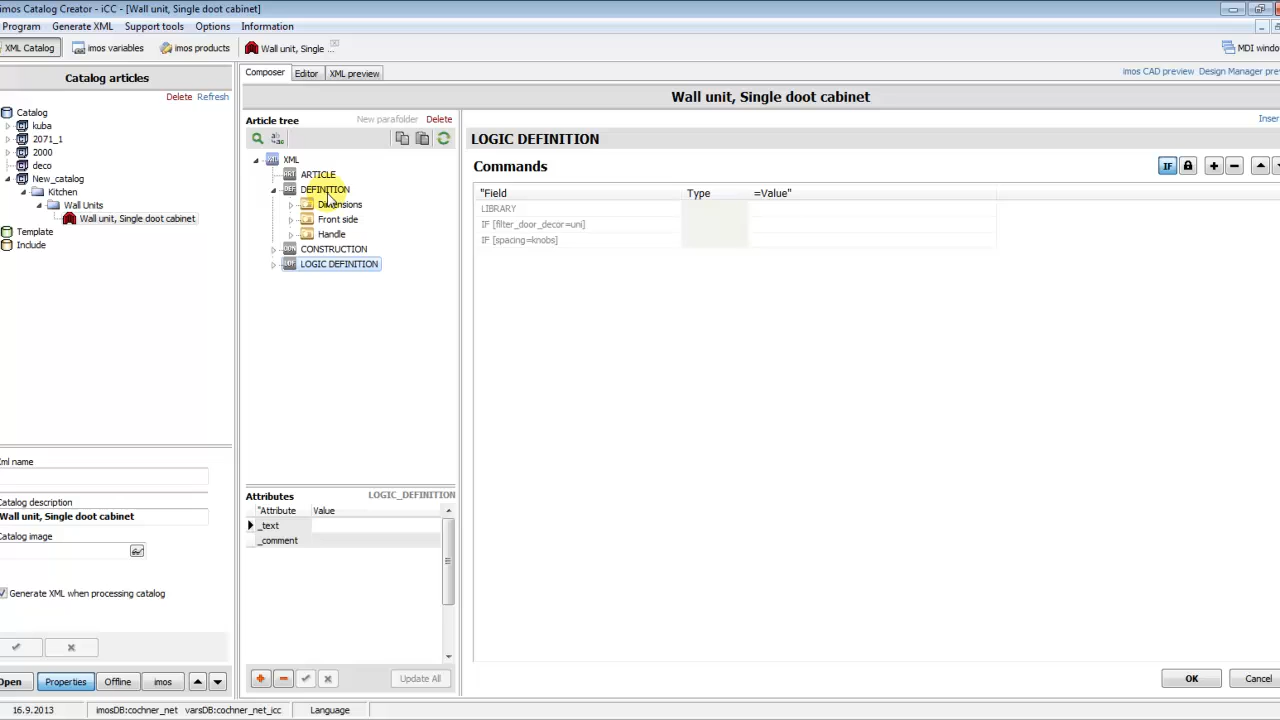 imos Catalog Creator - iCC - [Wall unit, Single doot cabinet]
Program Generate XML Support tools Options Information
XML Catalog imos variables imos products Wall unit, Single ...
MDI windo
Catalog articles
Delete Refresh
Catalog
kuba
2071_1
2000
deco
New_catalog
Kitchen
Wall Units
Wall unit, Single doot cabinet
Template
Include
Xml name
Catalog description
Wall unit, Single doot cabinet
Catalog image
Generate XML when processing catalog
Open Properties Offline imos
Composer Editor XML preview
imos CAD preview Design Manager pre
Wall unit, Single doot cabinet
Article tree New parafolder Delete
XML
ARTICLE
DEFINITION
Dimensions
Front side
Handle
CONSTRUCTION
LOGIC DEFINITION
Attributes LOGIC_DEFINITION
"Attribute Value
_text
_comment
Update All
Inser
LOGIC DEFINITION
Commands
IF
"Field Type =Value"
LIBRARY
IF [filter_door_decor=uni]
IF [spacing=knobs]
OK Cancel
16.9.2013 imosDB:cochner_net varsDB:cochner_net_icc Language